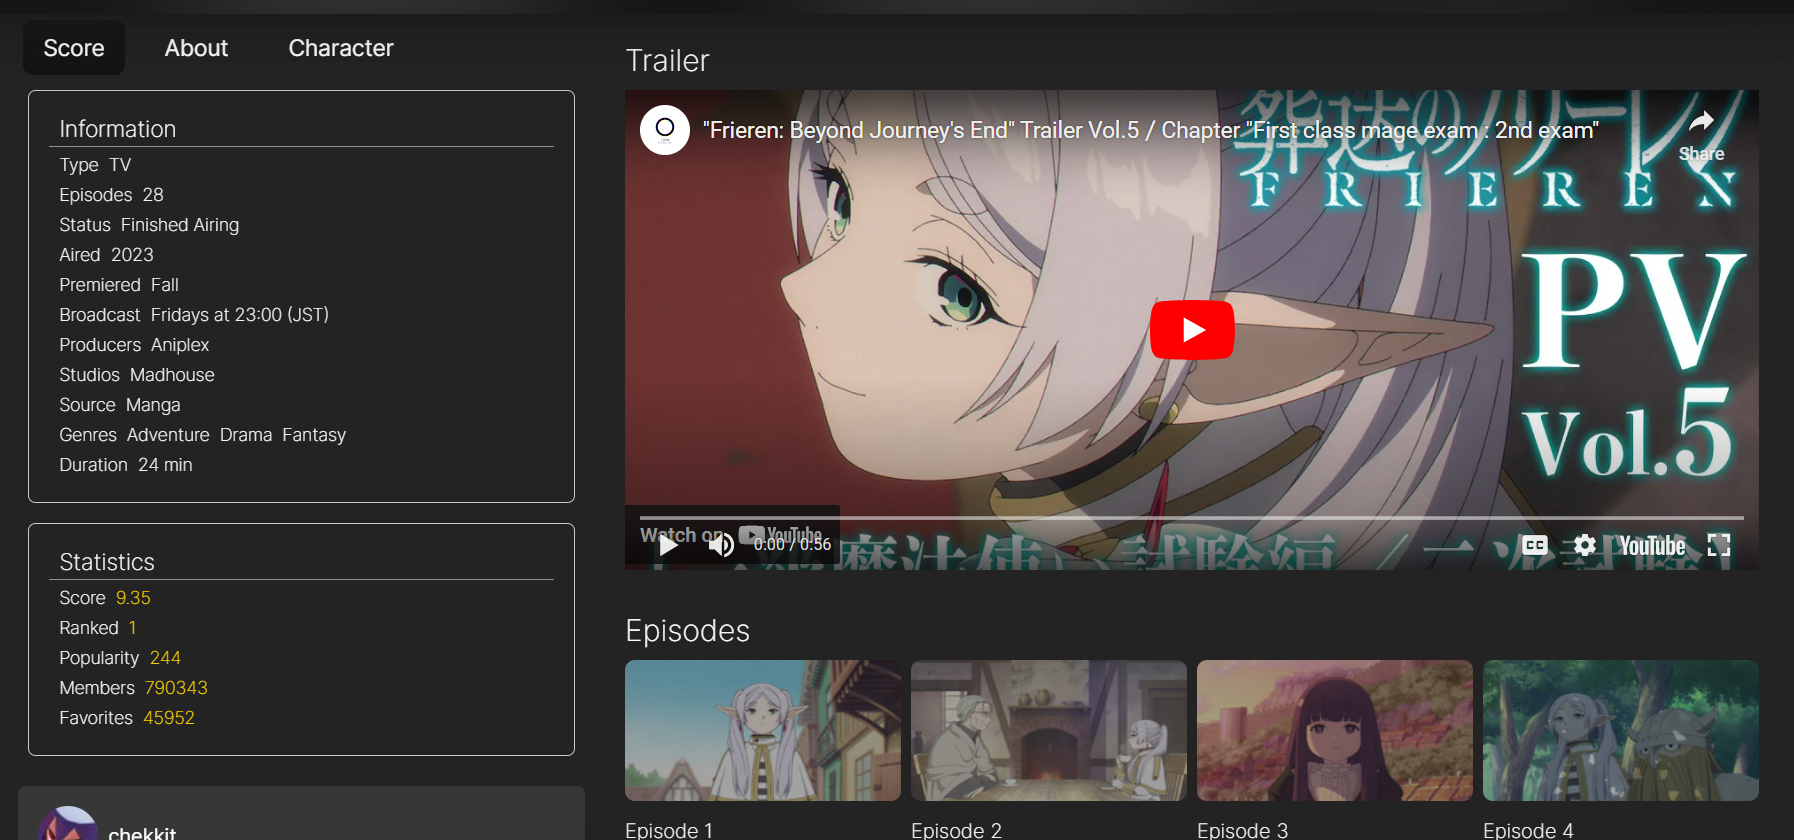 Score
About
Character
Information
Type TV
Episodes 28
Status Finished Airing
Aired 2023
Premiered Fall
Broadcast Fridays at 23:00 (JST)
Producers Aniplex
Studios Madhouse
Source Manga
Genres Adventure Drama Fantasy
Duration 24 min
Statistics
Score 9.35
Ranked 1
Popularity 244
Members 790343
Favorites 45952
chekkit
Trailer
"Frieren: Beyond Journey's End" Trailer Vol.5 / Chapter "First class mage exam : 2nd exam"
Share
葬送のフリーレン
FRIEREN
PV
Vol.5
Watch on YouTube
0:00 / 0:56
CC
YouTube
Episodes
Episode 1
Episode 2
Episode 3
Episode 4